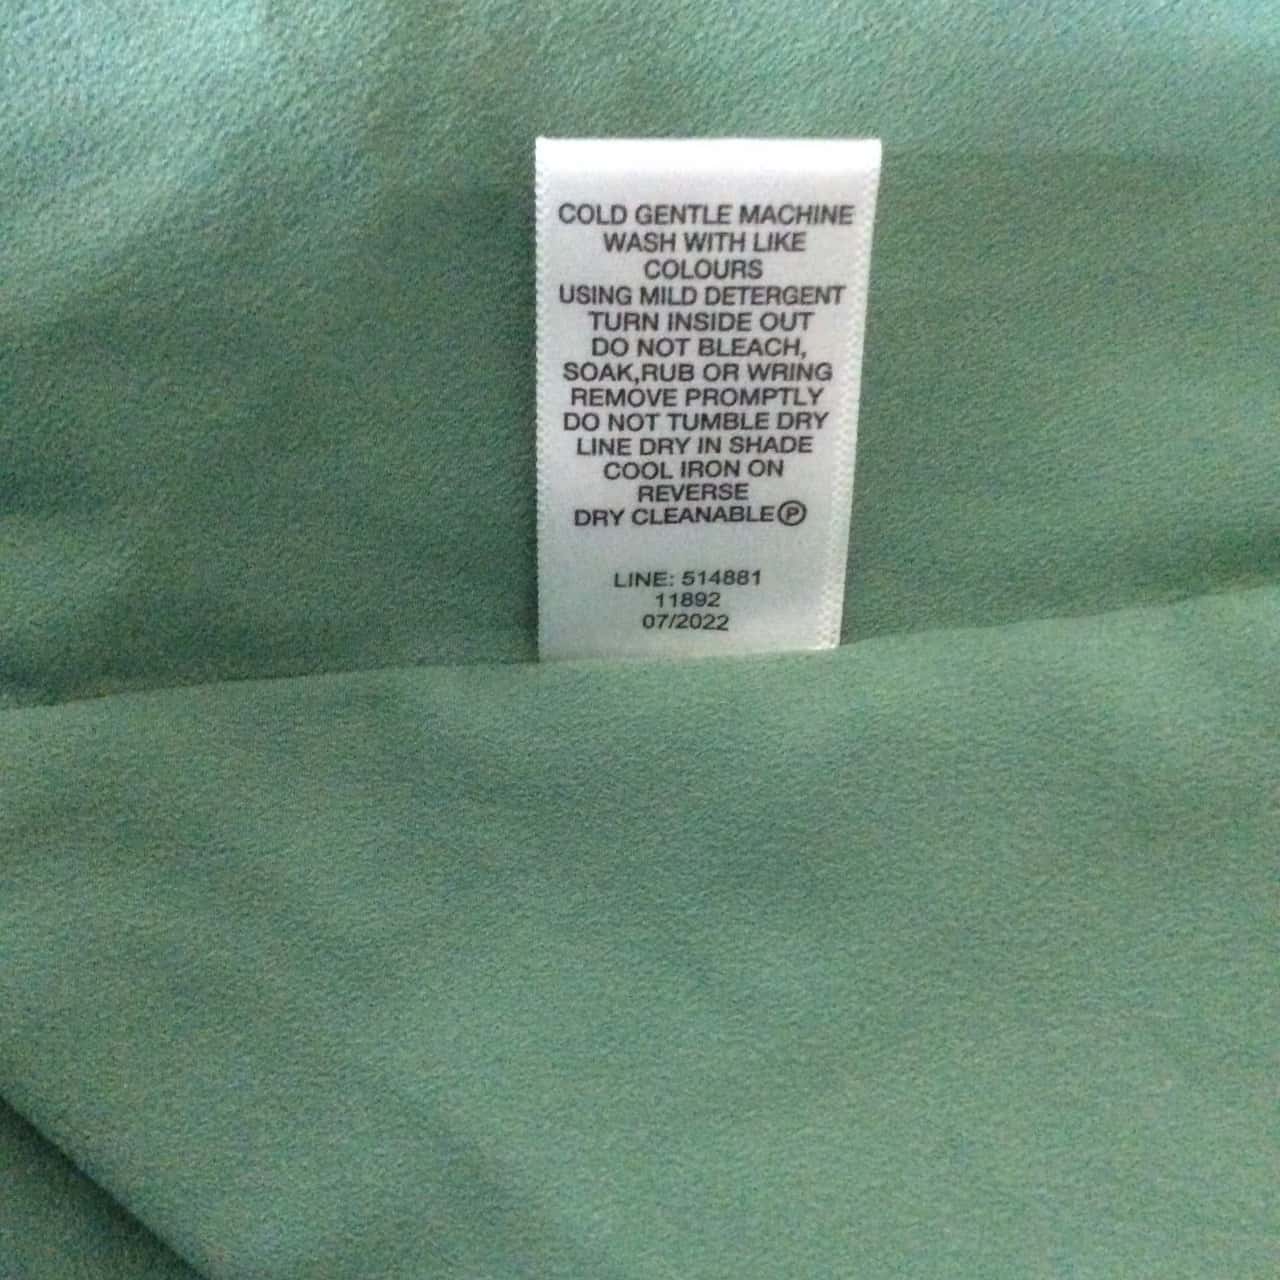 COLD GENTLE MACHINE
WASH WITH LIKE
COLOURS
USING MILD DETERGENT
TURN INSIDE OUT
DO NOT BLEACH,
SOAK,RUB OR WRING
REMOVE PROMPTLY
DO NOT TUMBLE DRY
LINE DRY IN SHADE
COOL IRON ON
REVERSE
DRY CLEANABLE Ⓟ
LINE: 514881
11892
07/2022